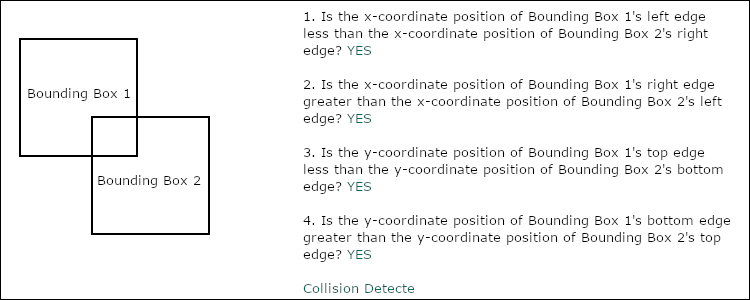 Bounding Box 1
Bounding Box 2
1. Is the x-coordinate position of Bounding Box 1's left edge
less than the x-coordinate position of Bounding Box 2's right
edge? YES
2. Is the x-coordinate position of Bounding Box 1's right edge
greater than the x-coordinate position of Bounding Box 2's left
edge? YES
3. Is the y-coordinate position of Bounding Box 1's top edge
less than the y-coordinate position of Bounding Box 2's bottom
edge? YES
4. Is the y-coordinate position of Bounding Box 1's bottom edge
greater than the y-coordinate position of Bounding Box 2's top
edge? YES
Collision Detecte